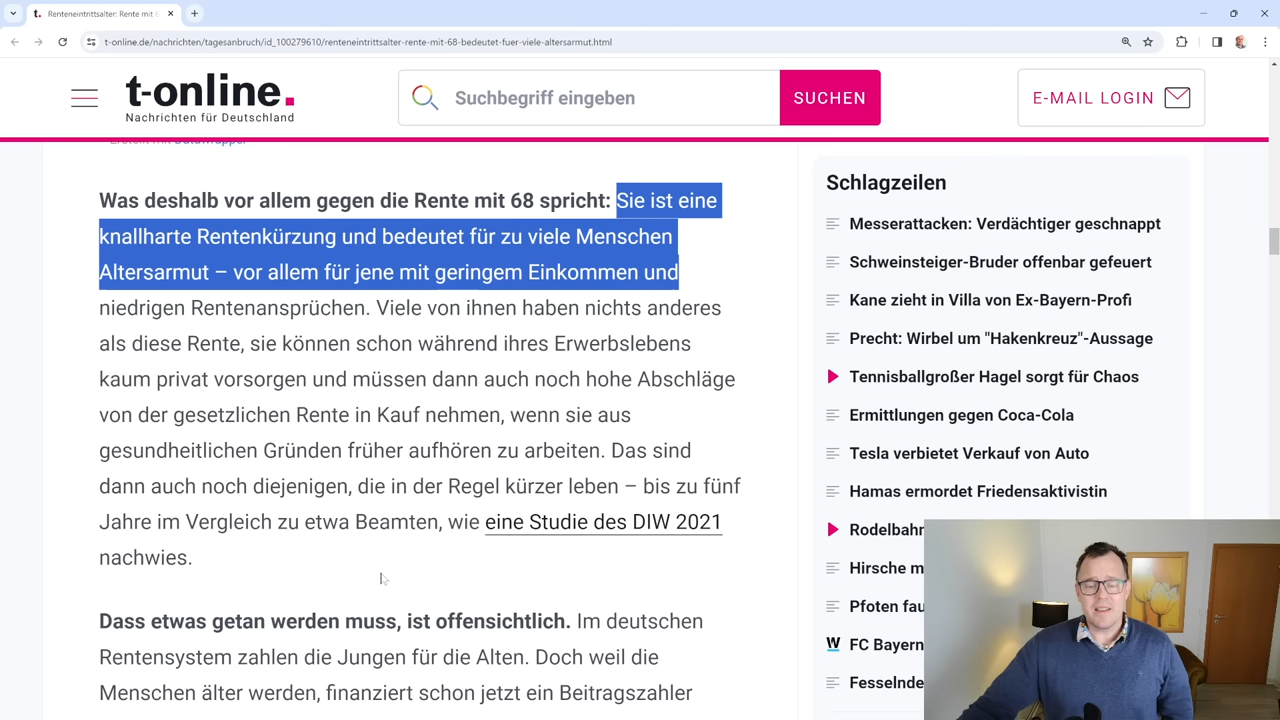 Renteneintrittsalter: Rente mit 6
t-online.de/nachrichten/tagesanbruch/id_100279610/renteneintrittsalter-rente-mit-68-bedeutet-fuer-viele-altersarmut.html
t-online.
Nachrichten für Deutschland
Suchbegriff eingeben
SUCHEN
E-MAIL LOGIN
Erstellt mit Datawrapper
Was deshalb vor allem gegen die Rente mit 68 spricht: Sie ist eine
knallharte Rentenkürzung und bedeutet für zu viele Menschen
Altersarmut – vor allem für jene mit geringem Einkommen und
niedrigen Rentenansprüchen. Viele von ihnen haben nichts anderes
als diese Rente, sie können schon während ihres Erwerbslebens
kaum privat vorsorgen und müssen dann auch noch hohe Abschläge
von der gesetzlichen Rente in Kauf nehmen, wenn sie aus
gesundheitlichen Gründen früher aufhören zu arbeiten. Das sind
dann auch noch diejenigen, die in der Regel kürzer leben – bis zu fünf
Jahre im Vergleich zu etwa Beamten, wie eine Studie des DIW 2021
nachwies.
Dass etwas getan werden muss, ist offensichtlich. Im deutschen
Rentensystem zahlen die Jungen für die Alten. Doch weil die
Menschen älter werden, finanziert schon jetzt ein Beitragszahler
Schlagzeilen
Messerattacken: Verdächtiger geschnappt
Schweinsteiger-Bruder offenbar gefeuert
Kane zieht in Villa von Ex-Bayern-Profi
Precht: Wirbel um "Hakenkreuz"-Aussage
Tennisballgroßer Hagel sorgt für Chaos
Ermittlungen gegen Coca-Cola
Tesla verbietet Verkauf von Auto
Hamas ermordet Friedensaktivistin
Rodelbahn
Hirsche m
Pfoten fau
W FC Bayern
Fesselnde